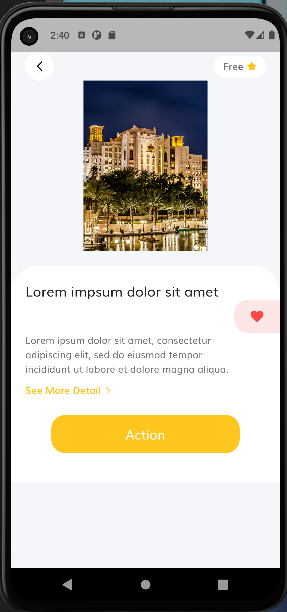 2:40
Free
Lorem impsum dolor sit amet
Lorem ipsum dolor sit amet, consectetur
adipiscing elit, sed do eiusmod tempor
incididunt ut labore et dolore magna aliqua.
See More Detail
Action